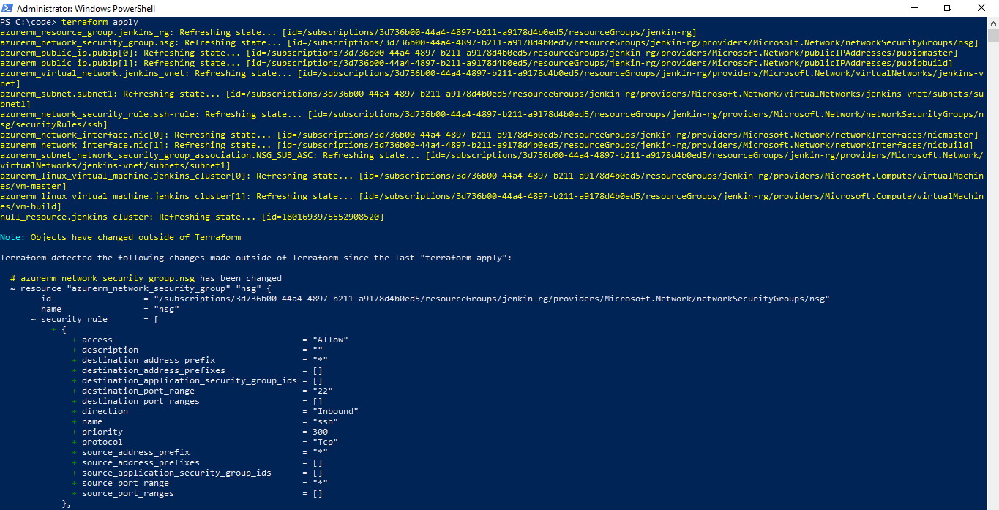 Administrator: Windows PowerShell
PS C:\code> terraform apply
azurerm_resource_group.jenkins_rg: Refreshing state... [id=/subscriptions/3d736b00-44a4-4897-b211-a9178d4b0ed5/resourceGroups/jenkin-rg]
azurerm_network_security_group.nsg: Refreshing state... [id=/subscriptions/3d736b00-44a4-4897-b211-a9178d4b0ed5/resourceGroups/jenkin-rg/providers/Microsoft.Network/networkSecurityGroups/nsg]
azurerm_public_ip.pubip[0]: Refreshing state... [id=/subscriptions/3d736b00-44a4-4897-b211-a9178d4b0ed5/resourceGroups/jenkin-rg/providers/Microsoft.Network/publicIPAddresses/pubipmaster]
azurerm_public_ip.pubip[1]: Refreshing state... [id=/subscriptions/3d736b00-44a4-4897-b211-a9178d4b0ed5/resourceGroups/jenkin-rg/providers/Microsoft.Network/publicIPAddresses/pubipbuild]
azurerm_virtual_network.jenkins_vnet: Refreshing state... [id=/subscriptions/3d736b00-44a4-4897-b211-a9178d4b0ed5/resourceGroups/jenkin-rg/providers/Microsoft.Network/virtualNetworks/jenkins-v
net]
azurerm_subnet.subnet1: Refreshing state... [id=/subscriptions/3d736b00-44a4-4897-b211-a9178d4b0ed5/resourceGroups/jenkin-rg/providers/Microsoft.Network/virtualNetworks/jenkins-vnet/subnets/su
bnet1]
azurerm_network_security_rule.ssh-rule: Refreshing state... [id=/subscriptions/3d736b00-44a4-4897-b211-a9178d4b0ed5/resourceGroups/jenkin-rg/providers/Microsoft.Network/networkSecurityGroups/n
sg/securityRules/ssh]
azurerm_network_interface.nic[0]: Refreshing state... [id=/subscriptions/3d736b00-44a4-4897-b211-a9178d4b0ed5/resourceGroups/jenkin-rg/providers/Microsoft.Network/networkInterfaces/nicmaster]
azurerm_network_interface.nic[1]: Refreshing state... [id=/subscriptions/3d736b00-44a4-4897-b211-a9178d4b0ed5/resourceGroups/jenkin-rg/providers/Microsoft.Network/networkInterfaces/nicbuild]
azurerm_subnet_network_security_group_association.NSG_SUB_ASC: Refreshing state... [id=/subscriptions/3d736b00-44a4-4897-b211-a9178d4b0ed5/resourceGroups/jenkin-rg/providers/Microsoft.Network/
virtualNetworks/jenkins-vnet/subnets/subnet1]
azurerm_linux_virtual_machine.jenkins_cluster[0]: Refreshing state... [id=/subscriptions/3d736b00-44a4-4897-b211-a9178d4b0ed5/resourceGroups/jenkin-rg/providers/Microsoft.Compute/virtualMachin
es/vm-master]
azurerm_linux_virtual_machine.jenkins_cluster[1]: Refreshing state... [id=/subscriptions/3d736b00-44a4-4897-b211-a9178d4b0ed5/resourceGroups/jenkin-rg/providers/Microsoft.Compute/virtualMachin
es/vm-build]
null_resource.jenkins-cluster: Refreshing state... [id=1801693975552908520]
Note: Objects have changed outside of Terraform
Terraform detected the following changes made outside of Terraform since the last "terraform apply":
# azurerm_network_security_group.nsg has been changed
~ resource "azurerm_network_security_group" "nsg" {
id = "/subscriptions/3d736b00-44a4-4897-b211-a9178d4b0ed5/resourceGroups/jenkin-rg/providers/Microsoft.Network/networkSecurityGroups/nsg"
name = "nsg"
~ security_rule = [
+ {
+ access = "Allow"
+ description = ""
+ destination_address_prefix = "*"
+ destination_address_prefixes = []
+ destination_application_security_group_ids = []
+ destination_port_range = "22"
+ destination_port_ranges = []
+ direction = "Inbound"
+ name = "ssh"
+ priority = 300
+ protocol = "Tcp"
+ source_address_prefix = "*"
+ source_address_prefixes = []
+ source_application_security_group_ids = []
+ source_port_range = "*"
+ source_port_ranges = []
},